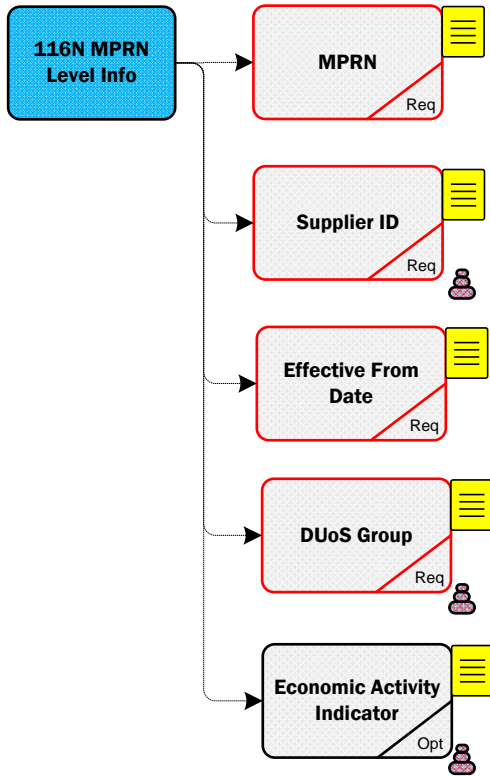 116N MPRN
Level Info
MPRN
Req
Supplier ID
Req
Effective From
Date
Req
DUoS Group
Req
Economic Activity
Indicator
Opt